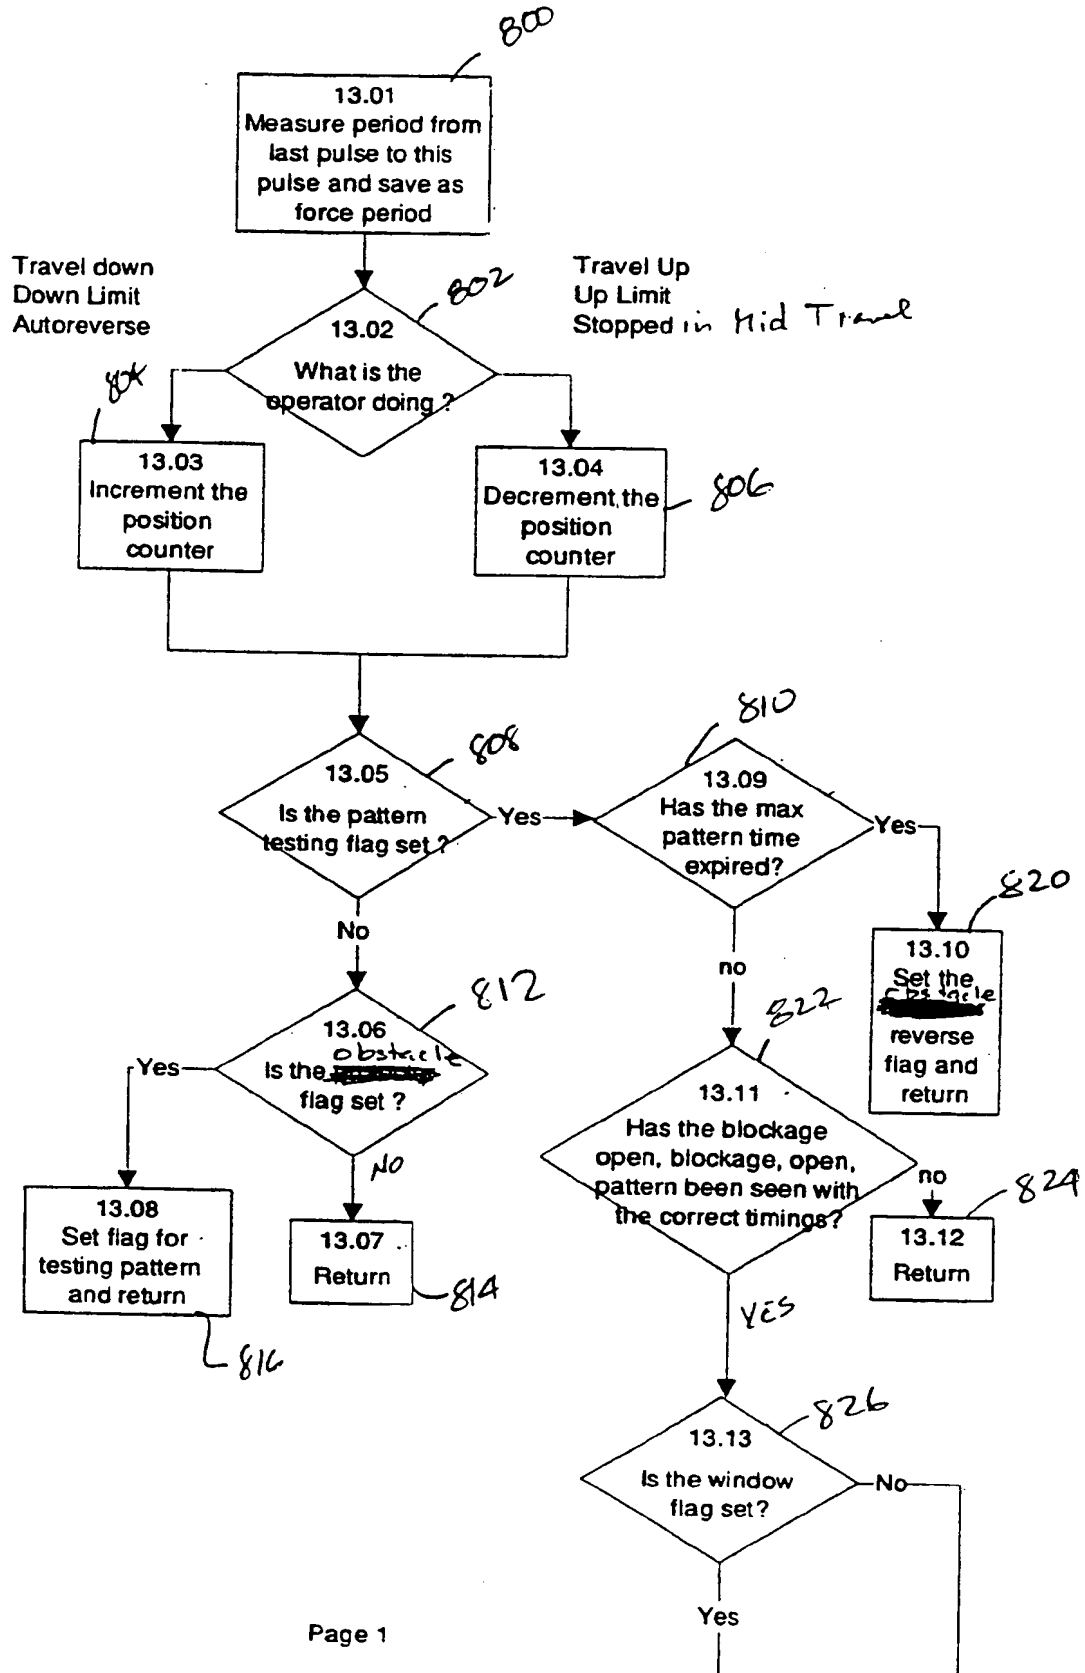 800
13.01
Measure period from
last pulse to this
pulse and save as
force period
Travel down
Down Limit
Autoreverse
802
Travel Up
Up Limit
Stopped in Mid Travel
13.02
What is the
operator doing ?
804
13.03
Increment the
position
counter
13.04
Decrement the
position
counter
806
808
13.05
Is the pattern
testing flag set ?
Yes
No
810
13.09
Has the max
pattern time
expired?
Yes
no
820
13.10
Set the
obstacle
reverse
flag and
return
812
13.06
obstacle
Is the
flag set ?
Yes
NO
822
13.11
Has the blockage
open, blockage, open,
pattern been seen with
the correct timings?
no
824
YES
13.08
Set flag for
testing pattern
and return
816
13.07
Return
814
13.12
Return
826
13.13
Is the window
flag set?
No
Yes
Page 1